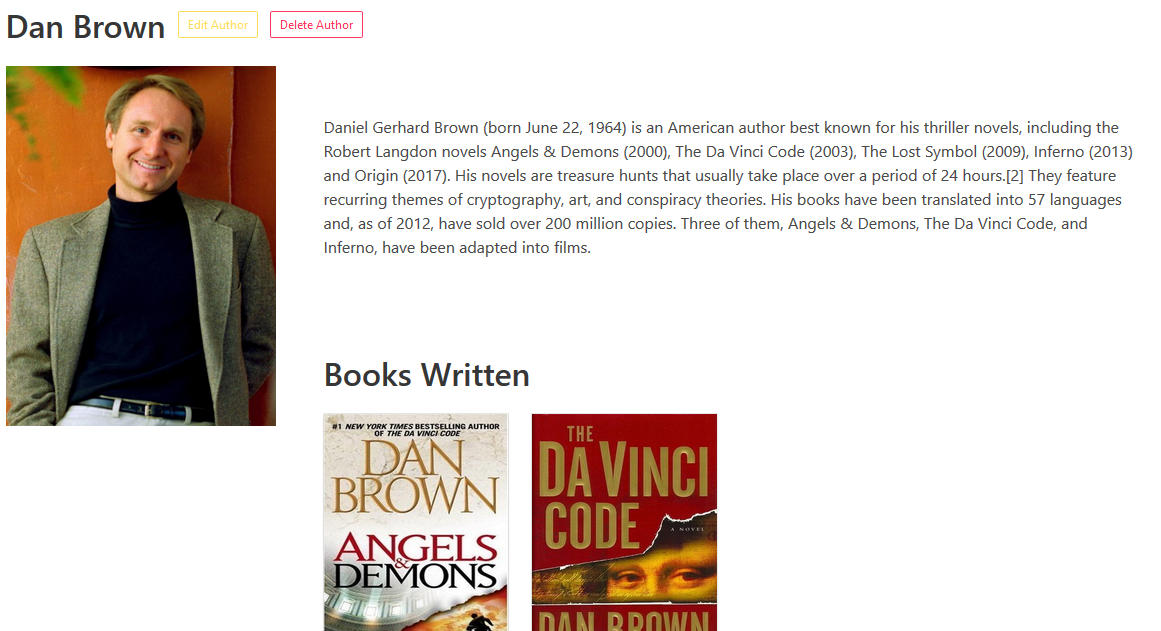 Dan Brown
Edit Author
Delete Author
Daniel Gerhard Brown (born June 22, 1964) is an American author best known for his thriller novels, including the
Robert Langdon novels Angels & Demons (2000), The Da Vinci Code (2003), The Lost Symbol (2009), Inferno (2013)
and Origin (2017). His novels are treasure hunts that usually take place over a period of 24 hours.[2] They feature
recurring themes of cryptography, art, and conspiracy theories. His books have been translated into 57 languages
and, as of 2012, have sold over 200 million copies. Three of them, Angels & Demons, The Da Vinci Code, and
Inferno, have been adapted into films.
Books Written
#1 NEW YORK TIMES BESTSELLING AUTHOR
OF THE DA VINCI CODE
DAN
BROWN
ANGELS
&
DEMONS
THE
DA VINCI
CODE
A NOVEL
DAN BROWN